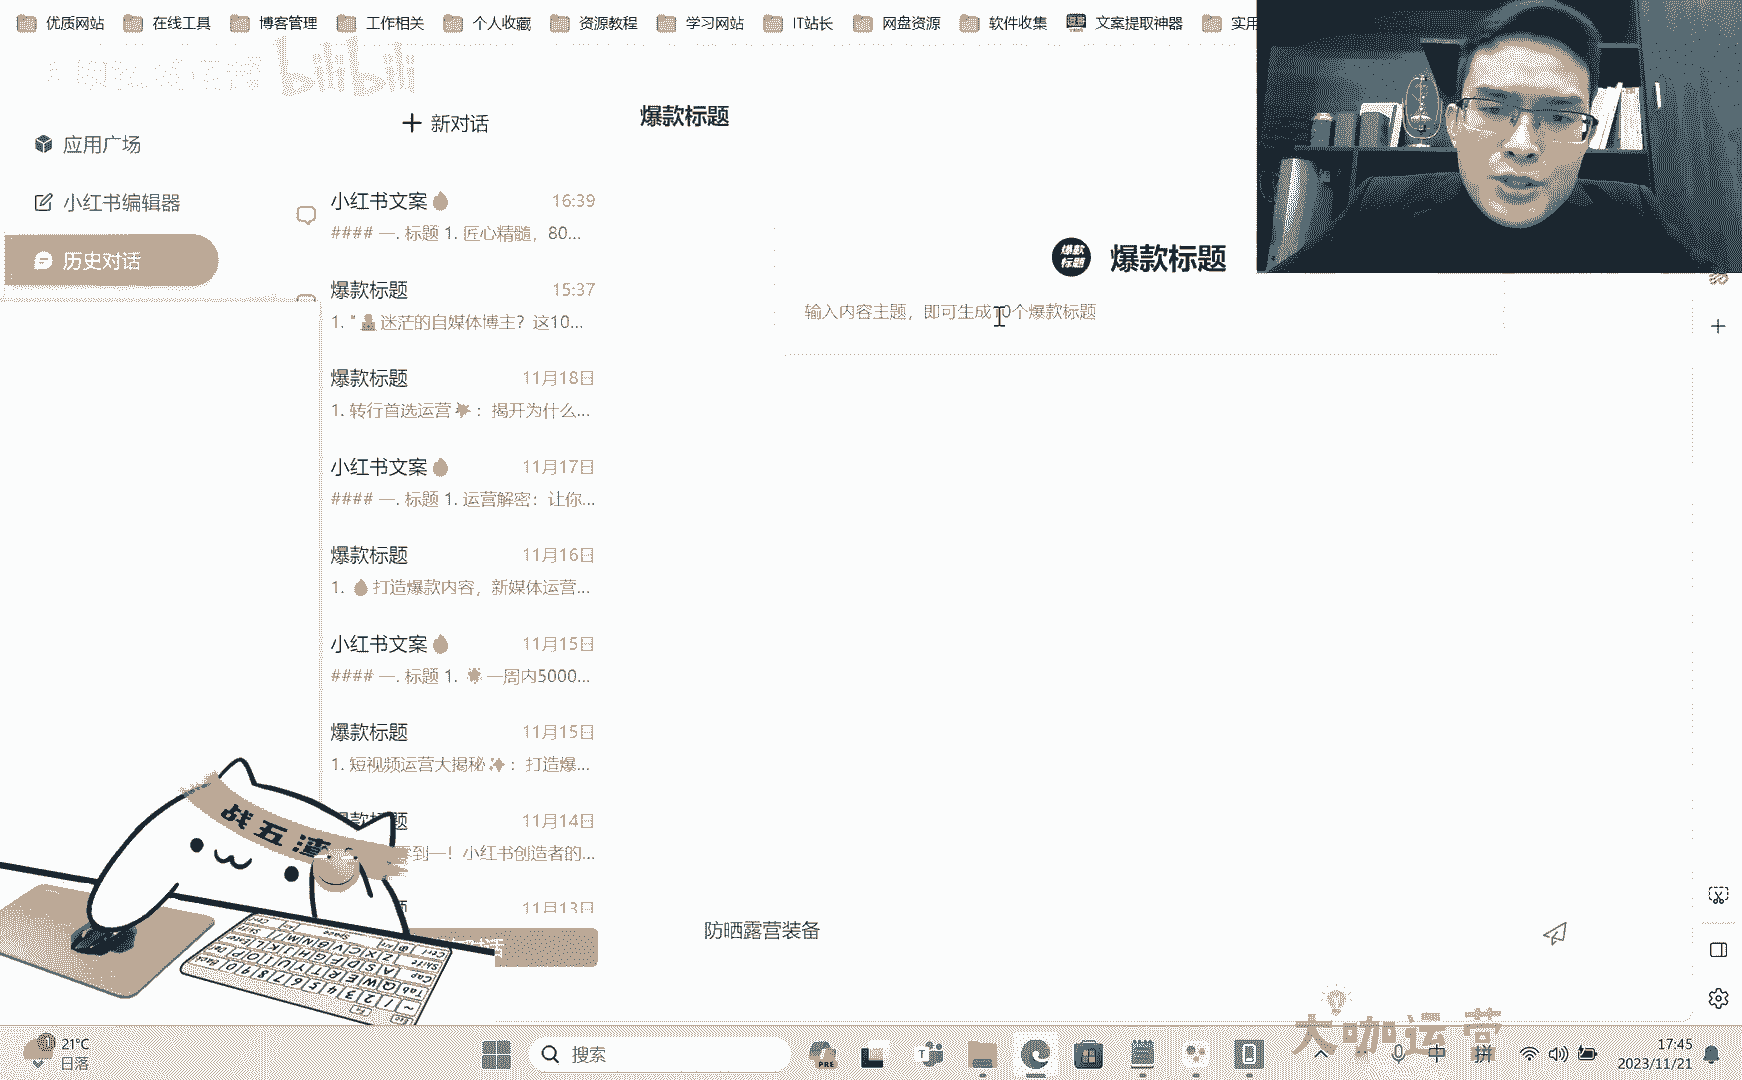 优质网站 在线工具 博客管理 工作相关 个人收藏 资源教程 学习网站 IT站长 网盘资源 软件收集 文案提取神器 实用
bilibili
新对话
爆款标题
应用广场
小红书编辑器
历史对话
小红书文案 16:39
#### 一. 标题 1. 匠心精髓，80...
爆款标题 15:37
1. "迷茫的自媒体博主？这10...
爆款标题 11月18日
1. 转行首选运营：揭开为什么...
小红书文案 11月17日
#### 一. 标题 1. 运营解密：让你...
爆款标题 11月16日
1. 打造爆款内容，新媒体运营...
小红书文案 11月15日
#### 一. 标题 1. 一周内5000...
爆款标题 11月15日
1. 短视频运营大揭秘：打造爆...
爆款标题 11月14日
零到一！小红书创造者的...
11月13日
爆款标题
爆款标题
输入内容主题，即可生成10个爆款标题
防晒露营装备
战五渣
大咖运营
21°C
日落
搜索
中
拼
17:45
2023/11/21